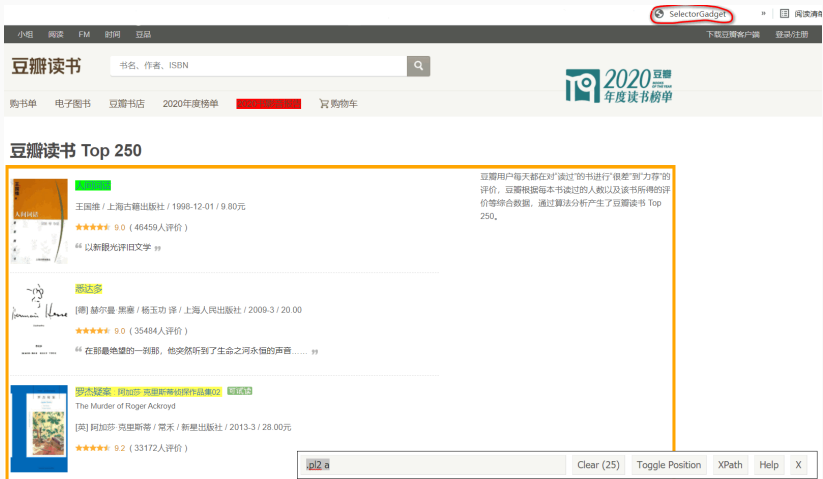 SelectorGadget » 阅读清单
小组 阅读 FM 时间 豆品 下载豆瓣客户端 登录/注册
豆瓣读书 书名、作者、ISBN
2020豆瓣
年度读书榜单
购书单 电子图书 豆瓣书店 2020年度榜单 购物车
豆瓣读书 Top 250
人间词话
王国维 / 上海古籍出版社 / 1998-12-01 / 9.80元
9.0 ( 46459人评价 )
“ 以新眼光评旧文学 ”
豆瓣用户每天都在对"读过"的书进行"很差"到"力荐"的
评价，豆瓣根据每本书读过的人数以及该书所得的评
价等综合数据，通过算法分析产生了豆瓣读书 Top
250。
悉达多
[德] 赫尔曼·黑塞 / 杨玉功 译 / 上海人民出版社 / 2009-3 / 20.00
9.0 ( 35484人评价 )
“ 在那最绝望的一刹那，他突然听到了生命之河永恒的声音…… ”
罗杰疑案 : 阿加莎·克里斯蒂侦探作品集02 可试读
The Murder of Roger Ackroyd
[英] 阿加莎·克里斯蒂 / 常禾 / 新星出版社 / 2013-3 / 28.00元
9.2 ( 33172人评价 )
.pl2 a Clear (25) Toggle Position XPath Help X